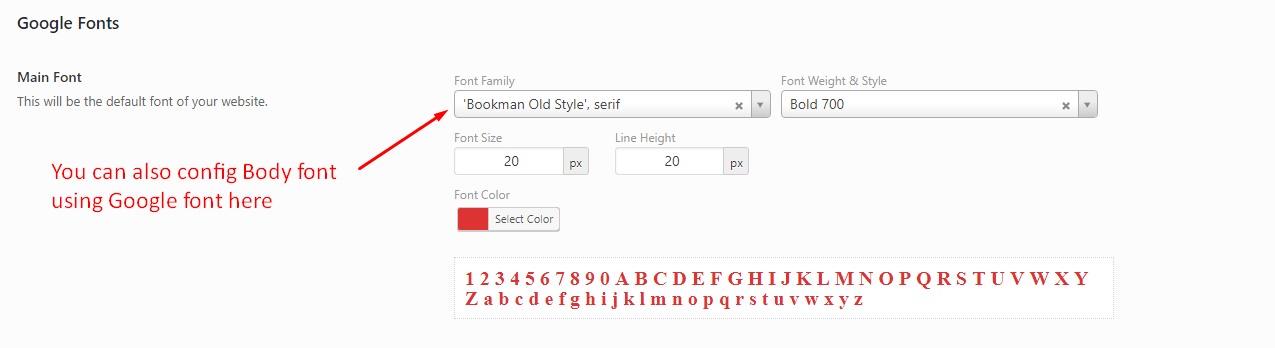 Google Fonts
Main Font
This will be the default font of your website.
Font Family
'Bookman Old Style', serif
Font Weight & Style
Bold 700
Font Size
20 px
Line Height
20 px
Font Color
Select Color
You can also config Body font
using Google font here
1 2 3 4 5 6 7 8 9 0 A B C D E F G H I J K L M N O P Q R S T U V W X Y
Z a b c d e f g h i j k l m n o p q r s t u v w x y z